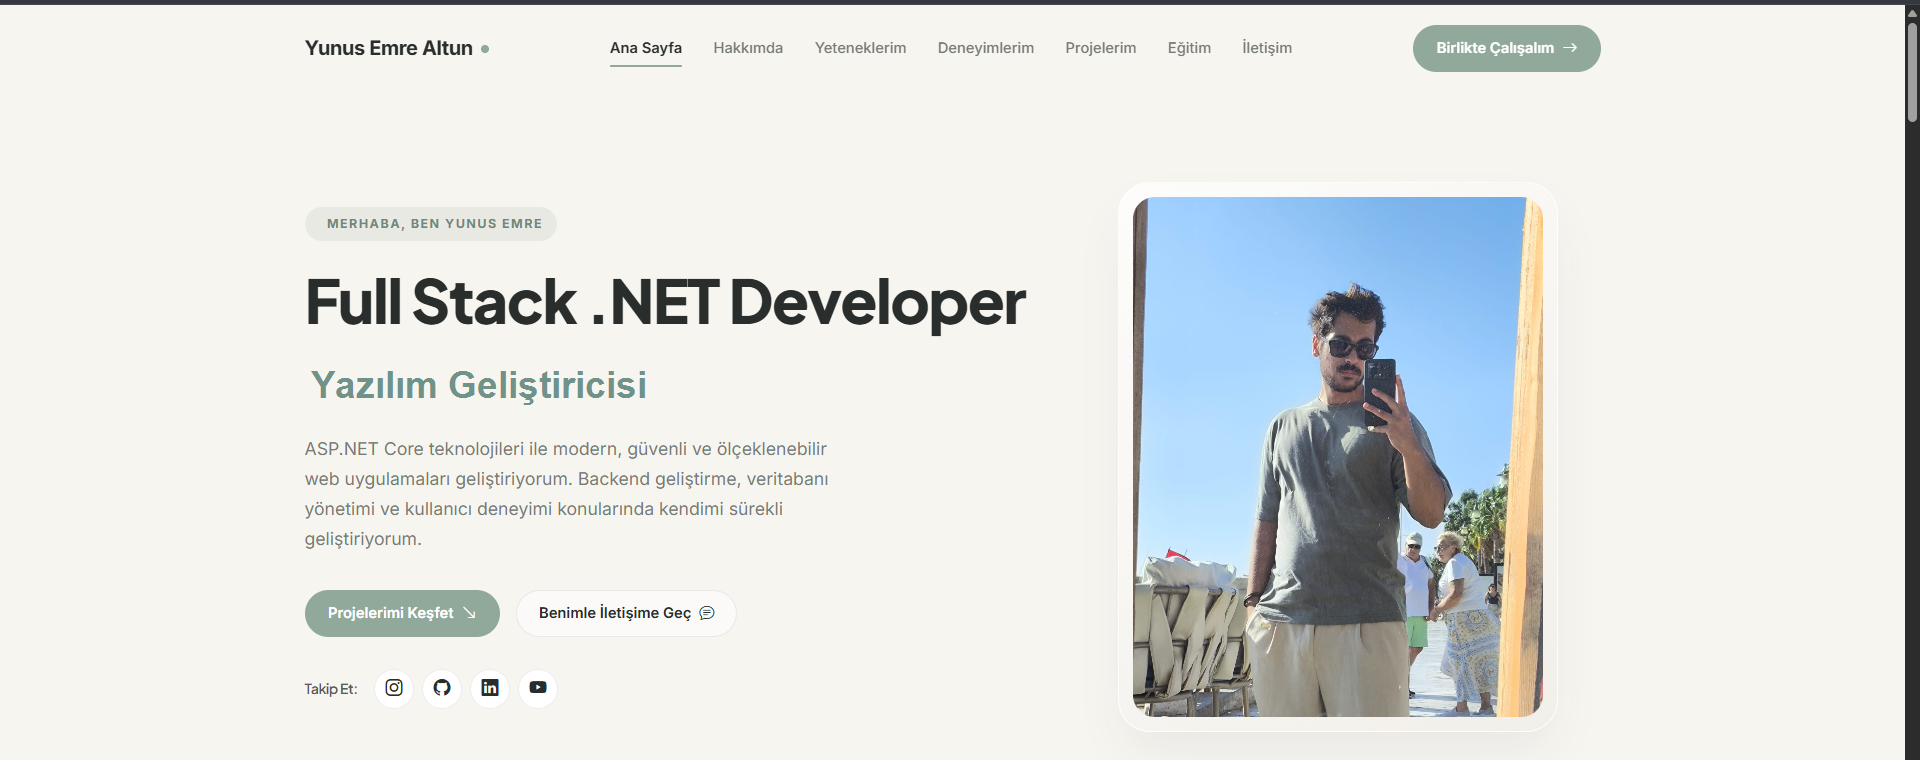 Yunus Emre Altun
Ana Sayfa
Hakkımda
Yeteneklerim
Deneyimlerim
Projelerim
Eğitim
İletişim
Birlikte Çalışalım
MERHABA, BEN YUNUS EMRE
Full Stack .NET Developer
Yazılım Geliştiricisi
ASP.NET Core teknolojileri ile modern, güvenli ve ölçeklenebilir
web uygulamaları geliştiriyorum. Backend geliştirme, veritabanı
yönetimi ve kullanıcı deneyimi konularında kendimi sürekli
geliştiriyorum.
Projelerimi Keşfet
Benimle İletişime Geç
Takip Et: